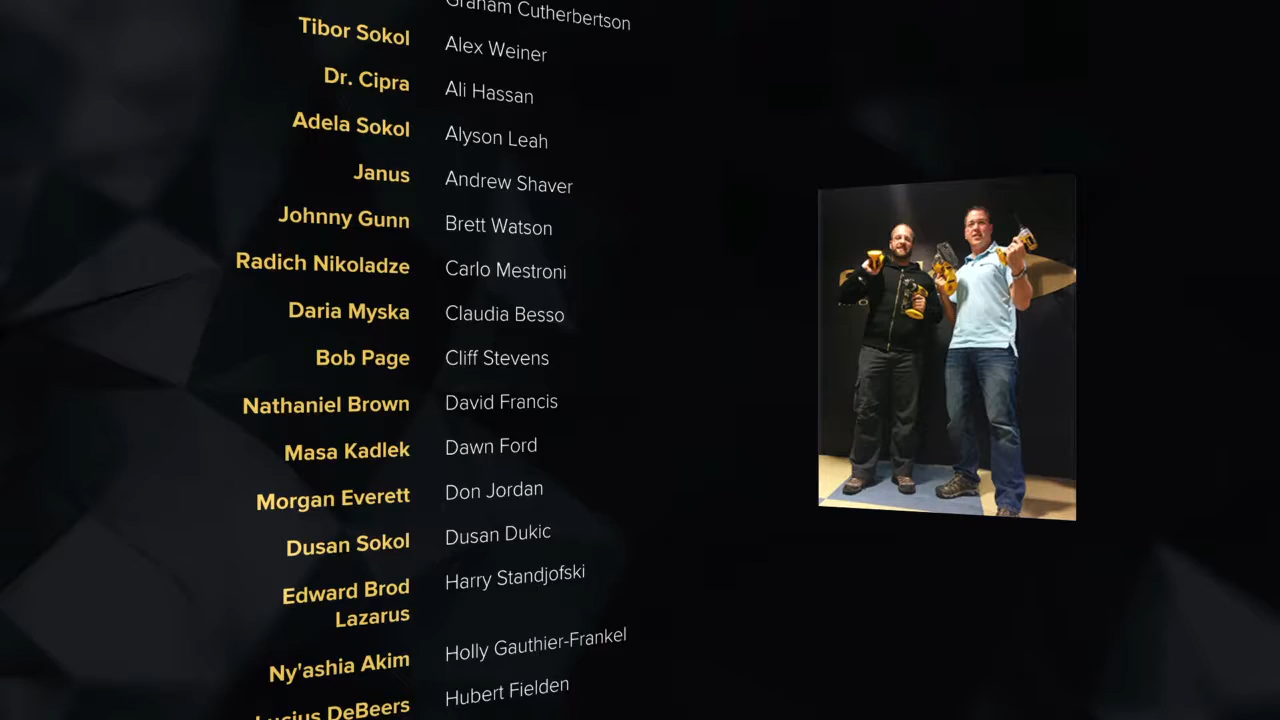 Graham Cutherbertson
Tibor Sokol Alex Weiner
Dr. Cipra Ali Hassan
Adela Sokol Alyson Leah
Janus Andrew Shaver
Johnny Gunn Brett Watson
Radich Nikoladze Carlo Mestroni
Daria Myska Claudia Besso
Bob Page Cliff Stevens
Nathaniel Brown David Francis
Masa Kadlek Dawn Ford
Morgan Everett Don Jordan
Dusan Sokol Dusan Dukic
Edward Brod Harry Standjofski
Lazarus
Ny'ashia Akim Holly Gauthier-Frankel
Lucius DeBeers Hubert Fielden